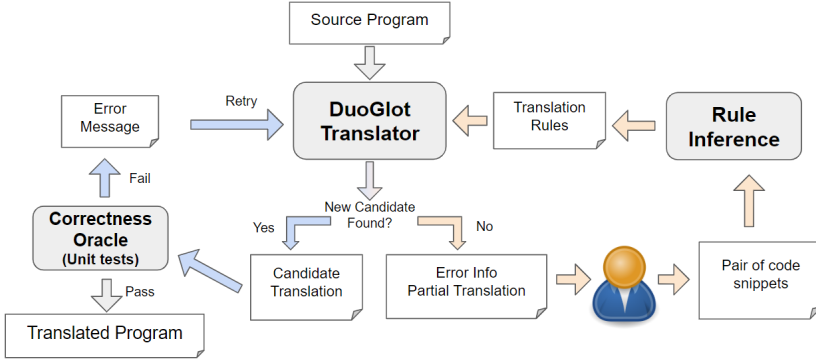 Source Program
Error
Message
Retry
DuoGlot
Translator
Translation
Rules
Rule
Inference
Fail
Correctness
Oracle
(Unit tests)
New Candidate
Found?
Yes
No
Candidate
Translation
Error Info
Partial Translation
Pair of code
snippets
Pass
Translated Program